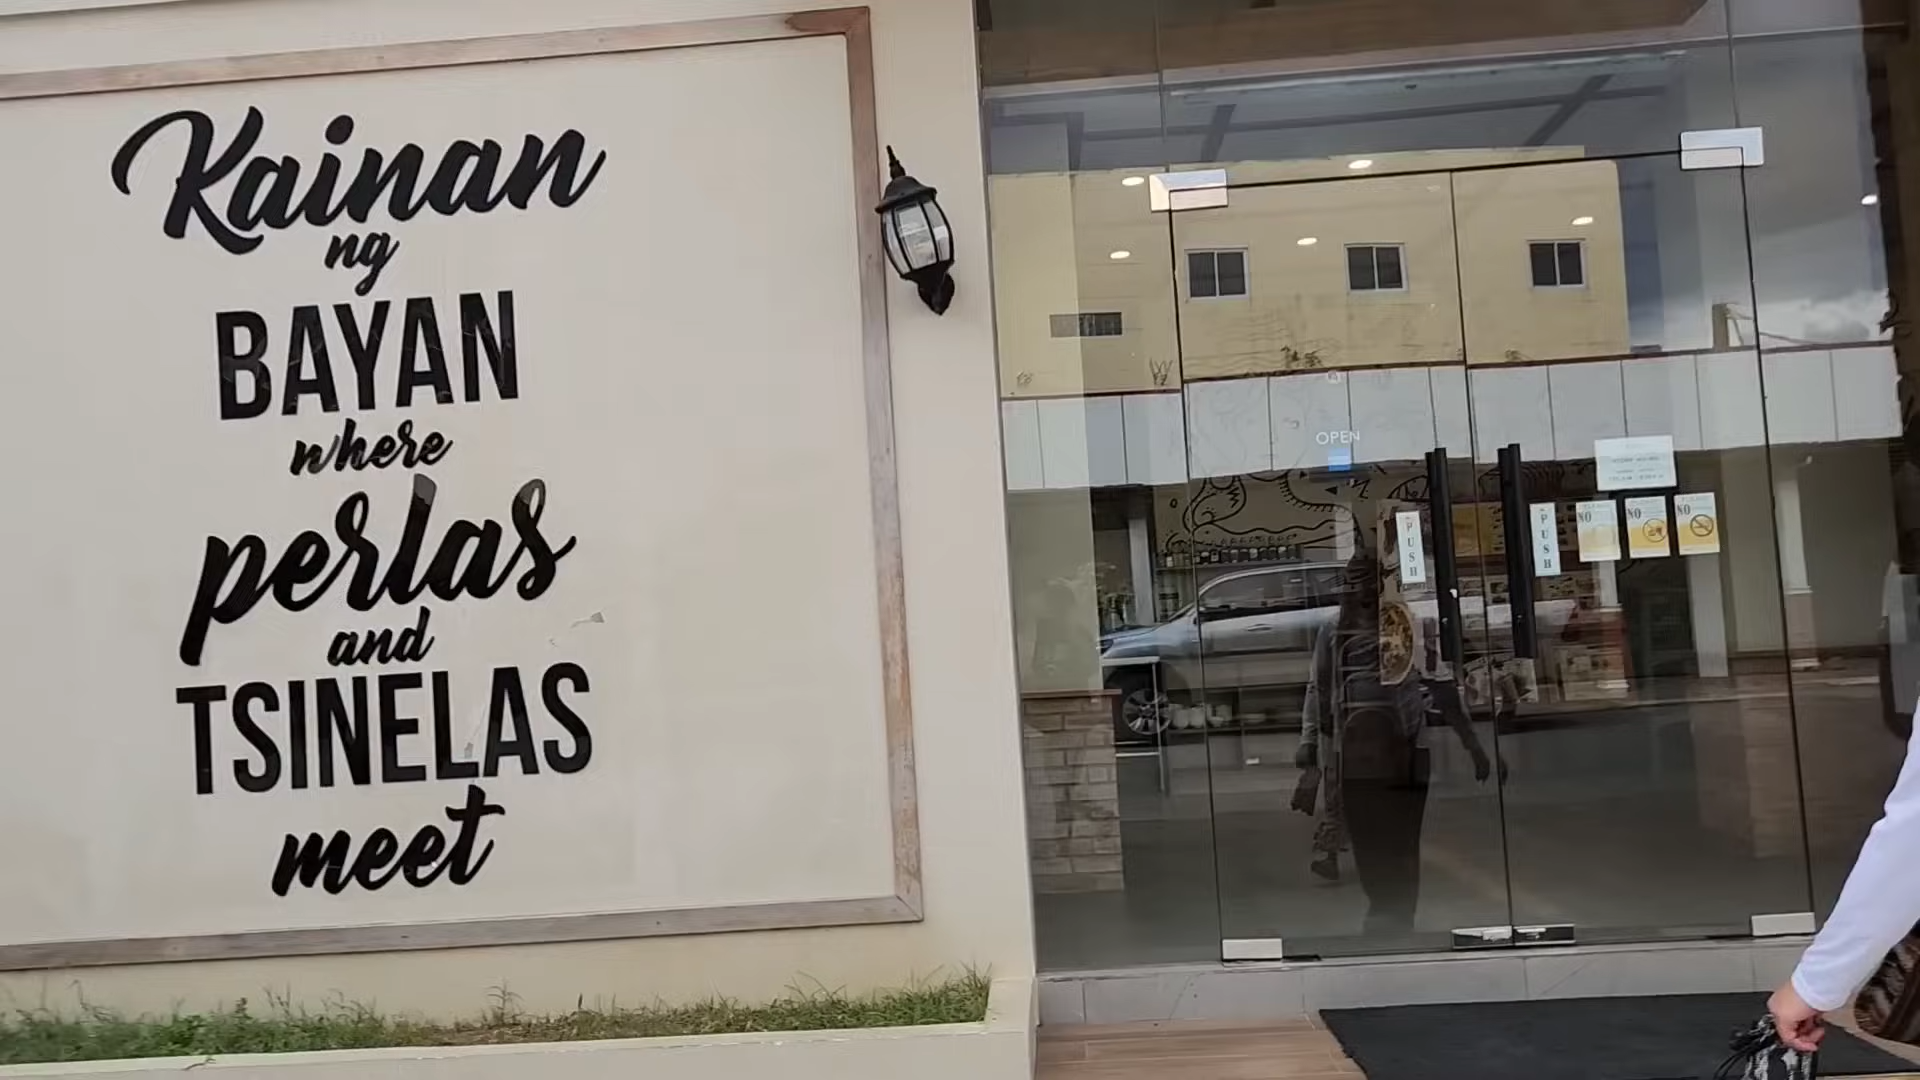 Kainan
ng
BAYAN
where
perlas
and
TSINELAS
meet
OPEN
PUSH
PUSH
NO
NO
NO